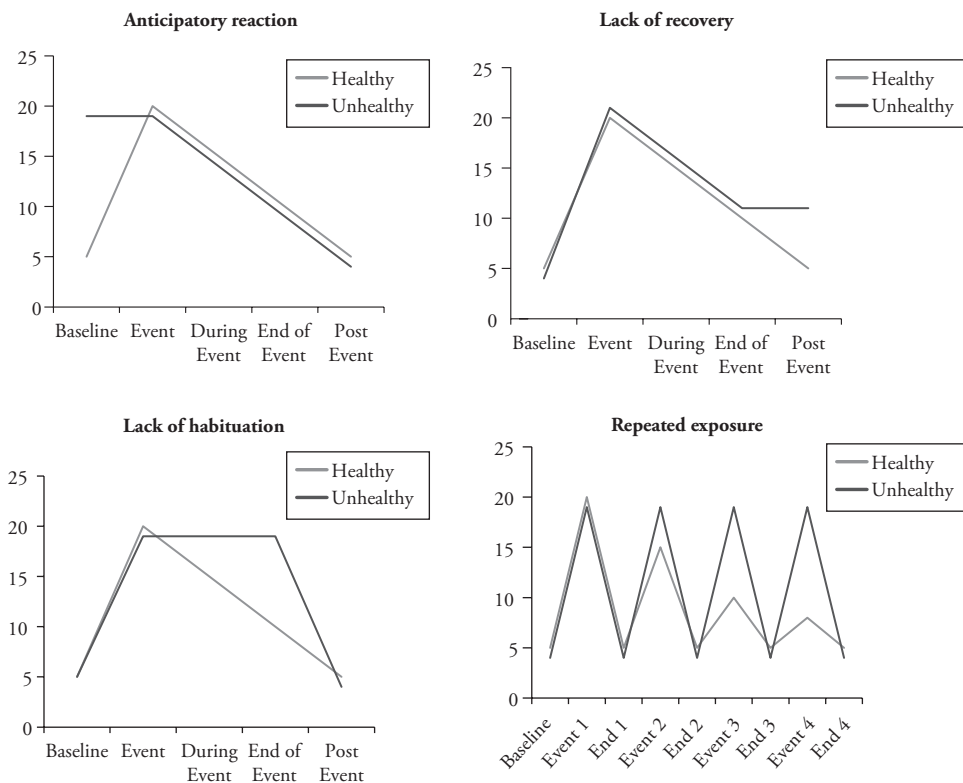 Anticipatory reaction
25
20
15
10
5
0
Healthy
Unhealthy
Baseline Event During Event End of Event Post Event
Lack of recovery
25
20
15
10
5
0
Healthy
Unhealthy
Baseline Event During Event End of Event Post Event
Lack of habituation
25
20
15
10
5
0
Healthy
Unhealthy
Baseline Event During Event End of Event Post Event
Repeated exposure
25
20
15
10
5
0
Healthy
Unhealthy
Baseline Event 1 End 1 Event 2 End 2 Event 3 End 3 Event 4 End 4